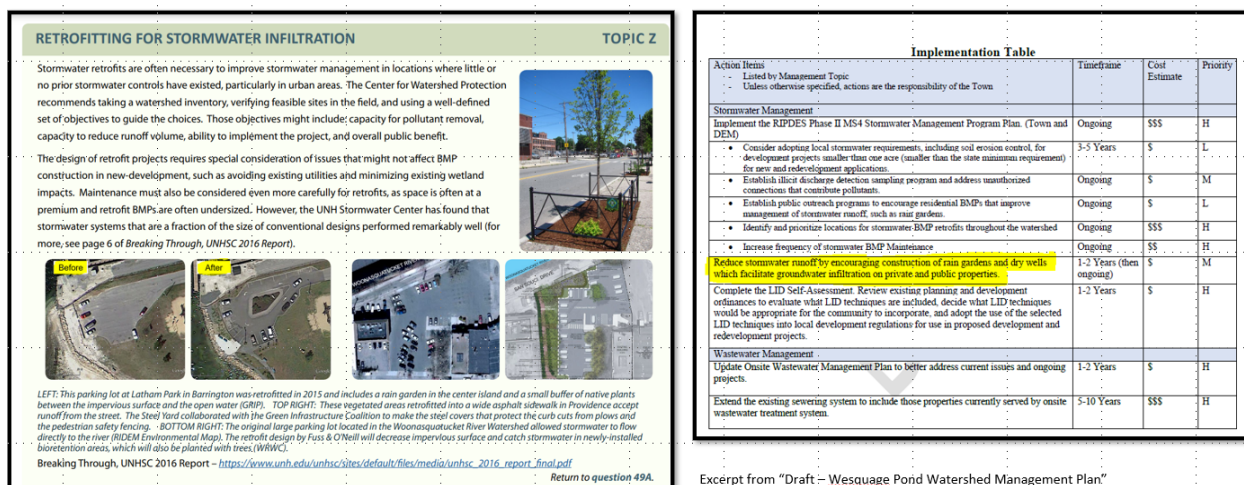 RETROFITTING FOR STORMWATER INFILTRATION
TOPIC Z
Stormwater retrofits are often necessary to improve stormwater management in locations where little or
no prior stormwater controls have existed, particularly in urban areas. The Center for Watershed Protection
recommends taking a watershed inventory, verifying feasible sites in the field, and using a well-defined
set of objectives to guide the choices. Those objectives might include: capacity for pollutant removal,
capacity to reduce runoff volume, ability to implement the project, and overall public benefit.
The design of retrofit projects requires special consideration of issues that might not affect BMP
construction in new-development, such as avoiding existing utilities and minimizing existing wetland
impacts. Maintenance must also be considered even more carefully for retrofits, as space is often at a
premium and retrofit BMPs are often undersized. However, the UNH Stormwater Center has found that
stormwater systems that are a fraction of the size of conventional designs performed remarkably well (for
more, see page 6 of Breaking Through, UNHSC 2016 Report).
Before
After
WOONASQUATUCKET RIVER
SAN SOUCI DRIVE
LEFT: This parking lot at Latham Park in Barrington was retrofitted in 2015 and includes a rain garden in the center island and a small buffer of native plants
between the impervious surface and the open water (GRIP). TOP RIGHT: These vegetated areas retrofitted into a wide asphalt sidewalk in Providence accept
runoff from the street. The Steel Yard collaborated with the Green Infrastructure Coalition to make the steel covers that protect the curb cuts from plows and
the pedestrian safety fencing. BOTTOM RIGHT: The original large parking lot located in the Woonasquatucket River Watershed allowed stormwater to flow
directly to the river (RIDEM Environmental Map). The retrofit design by Fuss & O'Neill will decrease impervious surface and catch stormwater in newly-installed
bioretention areas, which will also be planted with trees (WRWC).
Breaking Through, UNHSC 2016 Report – https://www.unh.edu/unhsc/sites/default/files/media/unhsc_2016_report_final.pdf
Return to question 49A.
Implementation Table
Action Items
- Listed by Management Topic
- Unless otherwise specified, actions are the responsibility of the Town
Timeframe
Cost
Estimate
Priority
Stormwater Management
Implement the RIPDES Phase II MS4 Stormwater Management Program Plan. (Town and
DEM)
Ongoing
$$$
H
• Consider adopting local stormwater requirements, including soil erosion control, for
development projects smaller than one acre (smaller than the state minimum requirement)
for new and redevelopment applications.
3-5 Years
$
L
• Establish illicit discharge detection sampling program and address unauthorized
connections that contribute pollutants.
Ongoing
$
M
• Establish public outreach programs to encourage residential BMPs that improve
management of stormwater runoff, such as rain gardens.
Ongoing
$
L
• Identify and prioritize locations for stormwater BMP retrofits throughout the watershed
Ongoing
$$$
H
• Increase frequency of stormwater BMP Maintenance
Ongoing
$$
H
Reduce stormwater runoff by encouraging construction of rain gardens and dry wells
which facilitate groundwater infiltration on private and public properties.
1-2 Years (then
ongoing)
$
M
Complete the LID Self-Assessment. Review existing planning and development
ordinances to evaluate what LID techniques are included, decide what LID techniques
would be appropriate for the community to incorporate, and adopt the use of the selected
LID techniques into local development regulations for use in proposed development and
redevelopment projects.
1-2 Years
$
H
Wastewater Management
Update Onsite Wastewater Management Plan to better address current issues and ongoing
projects.
1-2 Years
$
H
Extend the existing sewering system to include those properties currently served by onsite
wastewater treatment system.
5-10 Years
$$$
H
Excerpt from "Draft – Wesquage Pond Watershed Management Plan"